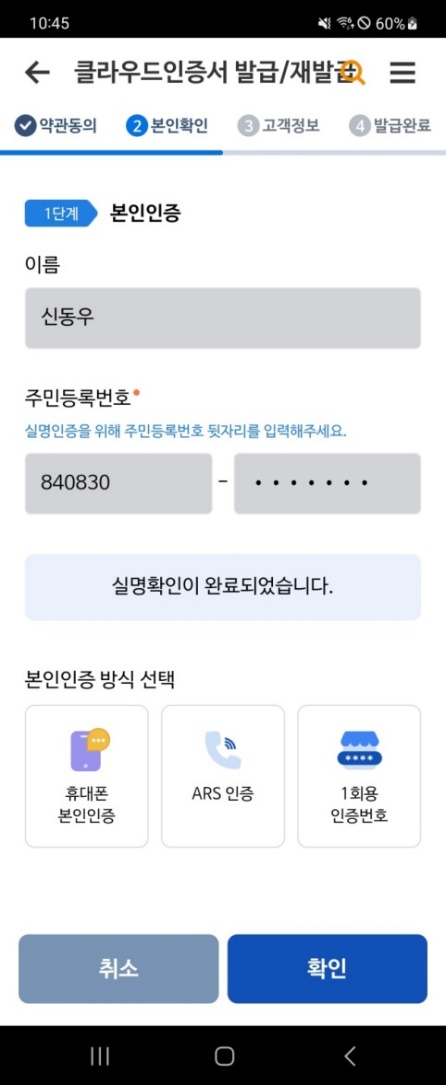 10:45
60%
클라우드인증서 발급/재발급
약관동의 2 본인확인 3 고객정보 4 발급완료
1단계 본인인증
이름
신동우
주민등록번호
실명인증을 위해 주민등록번호 뒷자리를 입력해주세요.
840830 - •••••••
실명확인이 완료되었습니다.
본인인증 방식 선택
휴대폰
본인인증
ARS 인증
1회용
인증번호
취소 확인